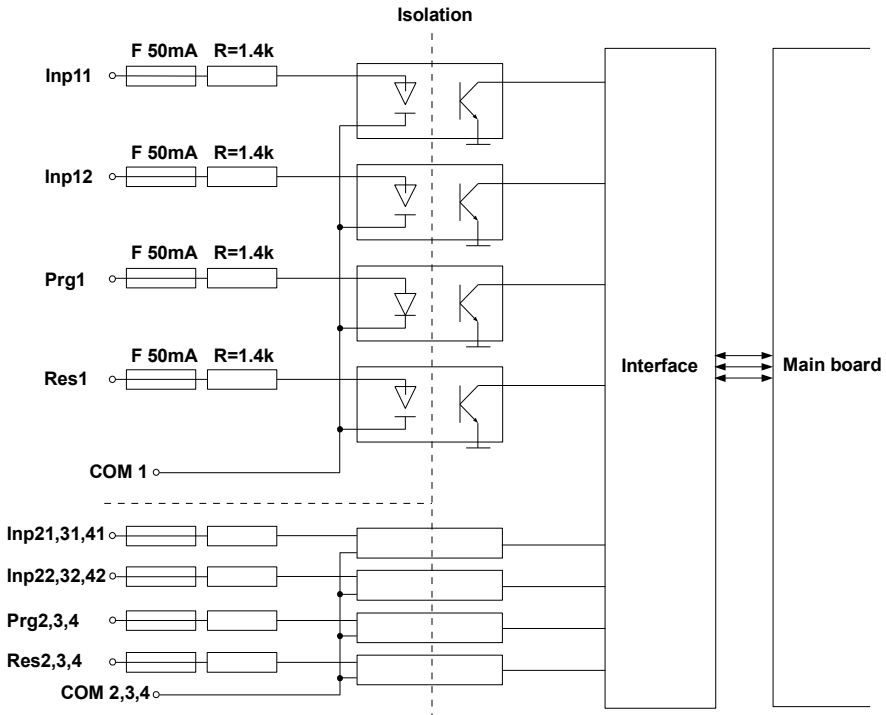 Isolation
F 50mA R=1.4k
Inp11
F 50mA R=1.4k
Inp12
F 50mA R=1.4k
Prg1
F 50mA R=1.4k
Res1
Interface
Main board
COM 1
Inp21,31,41
Inp22,32,42
Prg2,3,4
Res2,3,4
COM 2,3,4